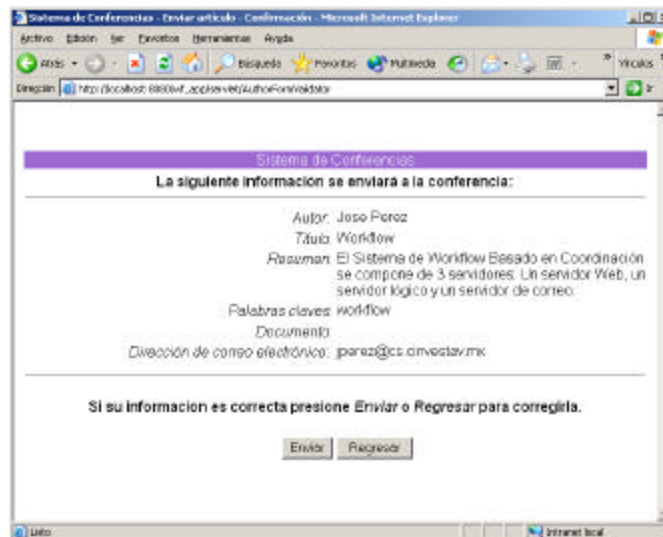 Sistema de Conferencias - Enviar artículo - Confirmación - Microsoft Internet Explorer
Archivo Edición Ver Favoritos Herramientas Ayuda
Atrás Búsqueda Favoritos Multimedia Vínculos
Dirección Ir
Sistema de Conferencias
La siguiente información se enviará a la conferencia:
Autor: Jose Perez
Título: Workflow
Resumen: El Sistema de Workflow Basado en Coordinación
se compone de 3 servidores: Un servidor Web, un
servidor lógico y un servidor de correo.
Palabras claves: workflow
Documento:
Dirección de correo electrónico: jperez@cs.cinvestav.mx
Si su informacion es correcta presione Enviar o Regresar para corregirla.
Enviar Regresar
Listo Intranet local